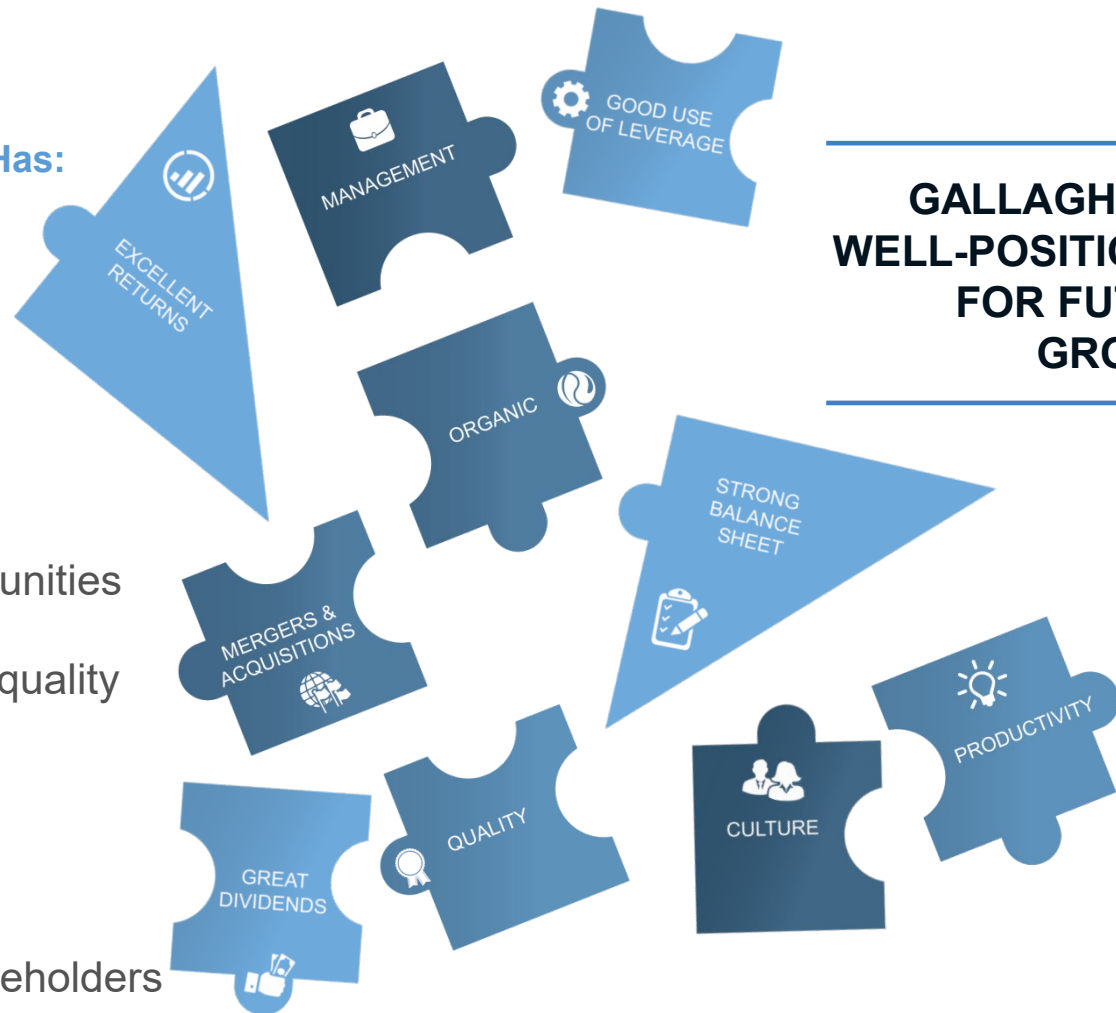 Has:
EXCELLENT
RETURNS
MANAGEMENT
GOOD USE
OF LEVERAGE
GALLAGH
WELL-POSITI
FOR FU
GRO
ORGANIC
STRONG
BALANCE
SHEET
unities
MERGERS &
ACQUISITIONS
quality
PRODUCTIVITY
QUALITY
CULTURE
GREAT
DIVIDENDS
eholders